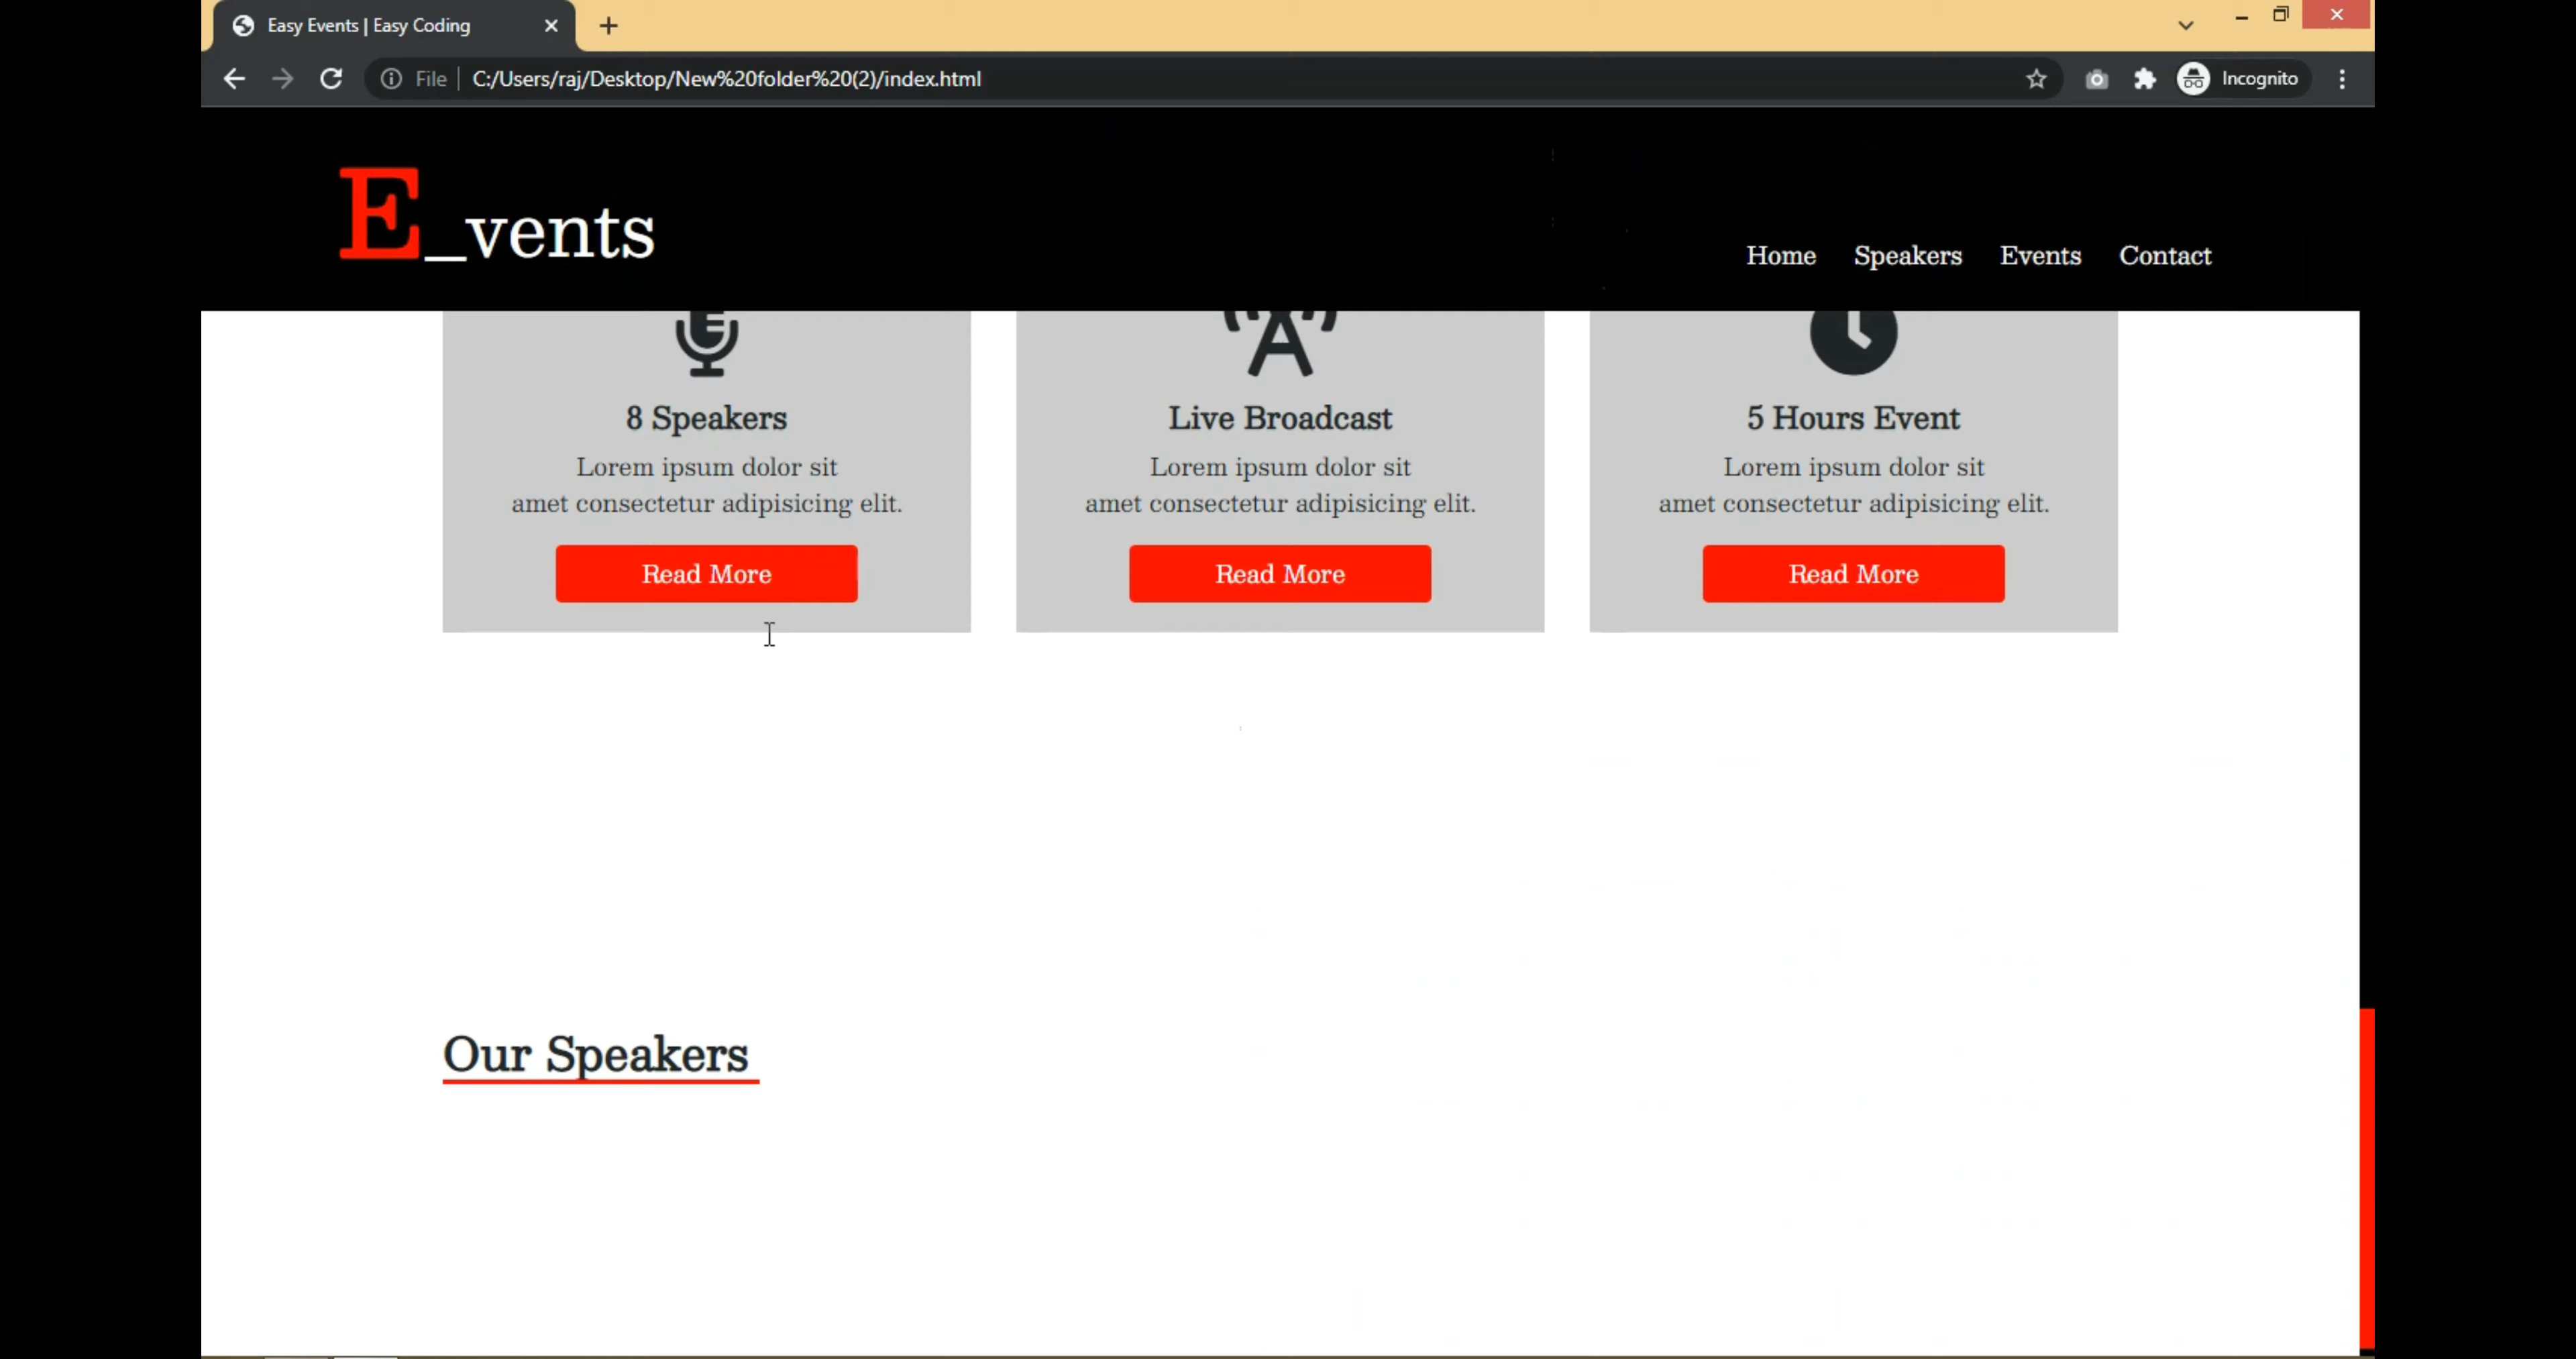 Easy Events | Easy Coding
File C:/Users/raj/Desktop/New%20folder%20(2)/index.html
Incognito
E_vents
Home Speakers Events Contact
8 Speakers
Lorem ipsum dolor sit
amet consectetur adipisicing elit.
Read More
Live Broadcast
Lorem ipsum dolor sit
amet consectetur adipisicing elit.
Read More
5 Hours Event
Lorem ipsum dolor sit
amet consectetur adipisicing elit.
Read More
Our Speakers